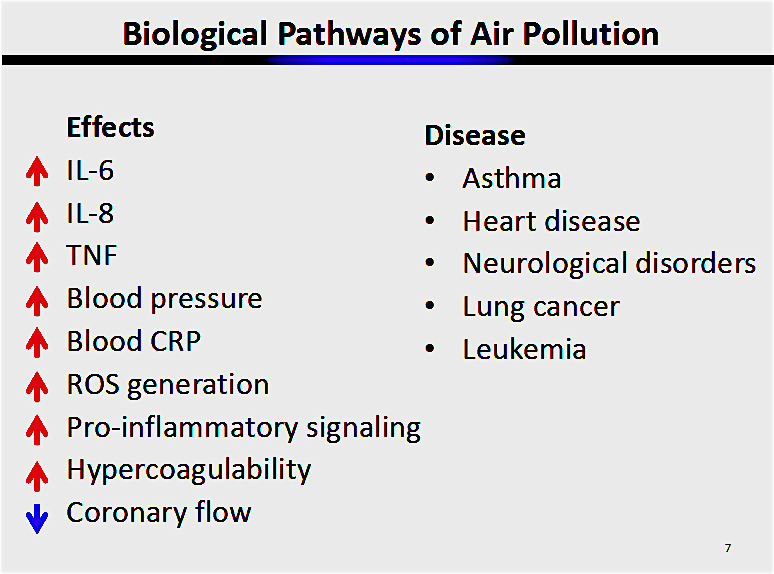 Biological Pathways of Air Pollution
Effects
IL-6
IL-8
TNF
Blood pressure
Blood CRP
ROS generation
Pro-inflammatory signaling
Hypercoagulability
Coronary flow
Disease
• Asthma
• Heart disease
• Neurological disorders
• Lung cancer
• Leukemia
7